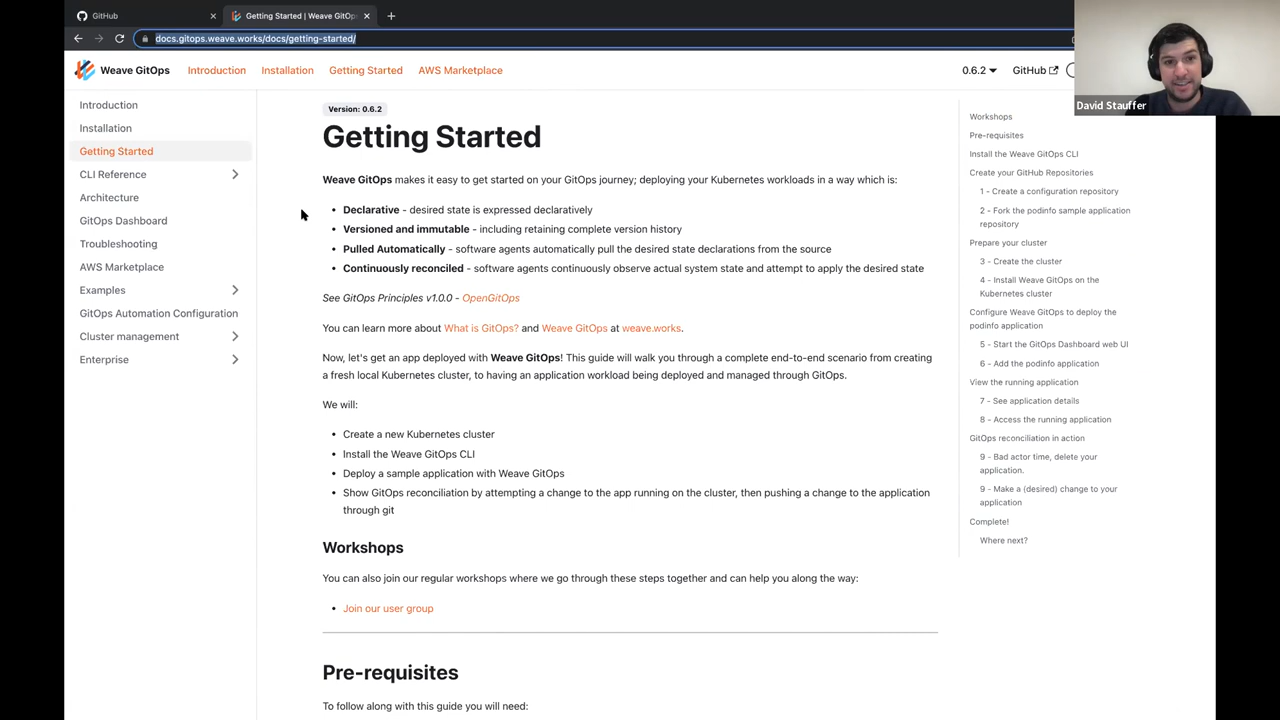 GitHub
Getting Started | Weave GitOps
docs.gitops.weave.works/docs/getting-started/
Weave GitOps
Introduction
Installation
Getting Started
AWS Marketplace
0.6.2
GitHub
David Stauffer
Introduction
Installation
Getting Started
CLI Reference
Architecture
GitOps Dashboard
Troubleshooting
AWS Marketplace
Examples
GitOps Automation Configuration
Cluster management
Enterprise
Version: 0.6.2
Getting Started
Weave GitOps makes it easy to get started on your GitOps journey; deploying your Kubernetes workloads in a way which is:
• Declarative - desired state is expressed declaratively
• Versioned and immutable - including retaining complete version history
• Pulled Automatically - software agents automatically pull the desired state declarations from the source
• Continuously reconciled - software agents continuously observe actual system state and attempt to apply the desired state
See GitOps Principles v1.0.0 - OpenGitOps
You can learn more about What is GitOps? and Weave GitOps at weave.works.
Now, let's get an app deployed with Weave GitOps! This guide will walk you through a complete end-to-end scenario from creating
a fresh local Kubernetes cluster, to having an application workload being deployed and managed through GitOps.
We will:
• Create a new Kubernetes cluster
• Install the Weave GitOps CLI
• Deploy a sample application with Weave GitOps
• Show GitOps reconciliation by attempting a change to the app running on the cluster, then pushing a change to the application
through git
Workshops
You can also join our regular workshops where we go through these steps together and can help you along the way:
• Join our user group
Pre-requisites
To follow along with this guide you will need:
Workshops
Pre-requisites
Install the Weave GitOps CLI
Create your GitHub Repositories
1 - Create a configuration repository
2 - Fork the podinfo sample application
repository
Prepare your cluster
3 - Create the cluster
4 - Install Weave GitOps on the
Kubernetes cluster
Configure Weave GitOps to deploy the
podinfo application
5 - Start the GitOps Dashboard web UI
6 - Add the podinfo application
View the running application
7 - See application details
8 - Access the running application
GitOps reconciliation in action
9 - Bad actor time, delete your
application.
9 - Make a (desired) change to your
application
Complete!
Where next?